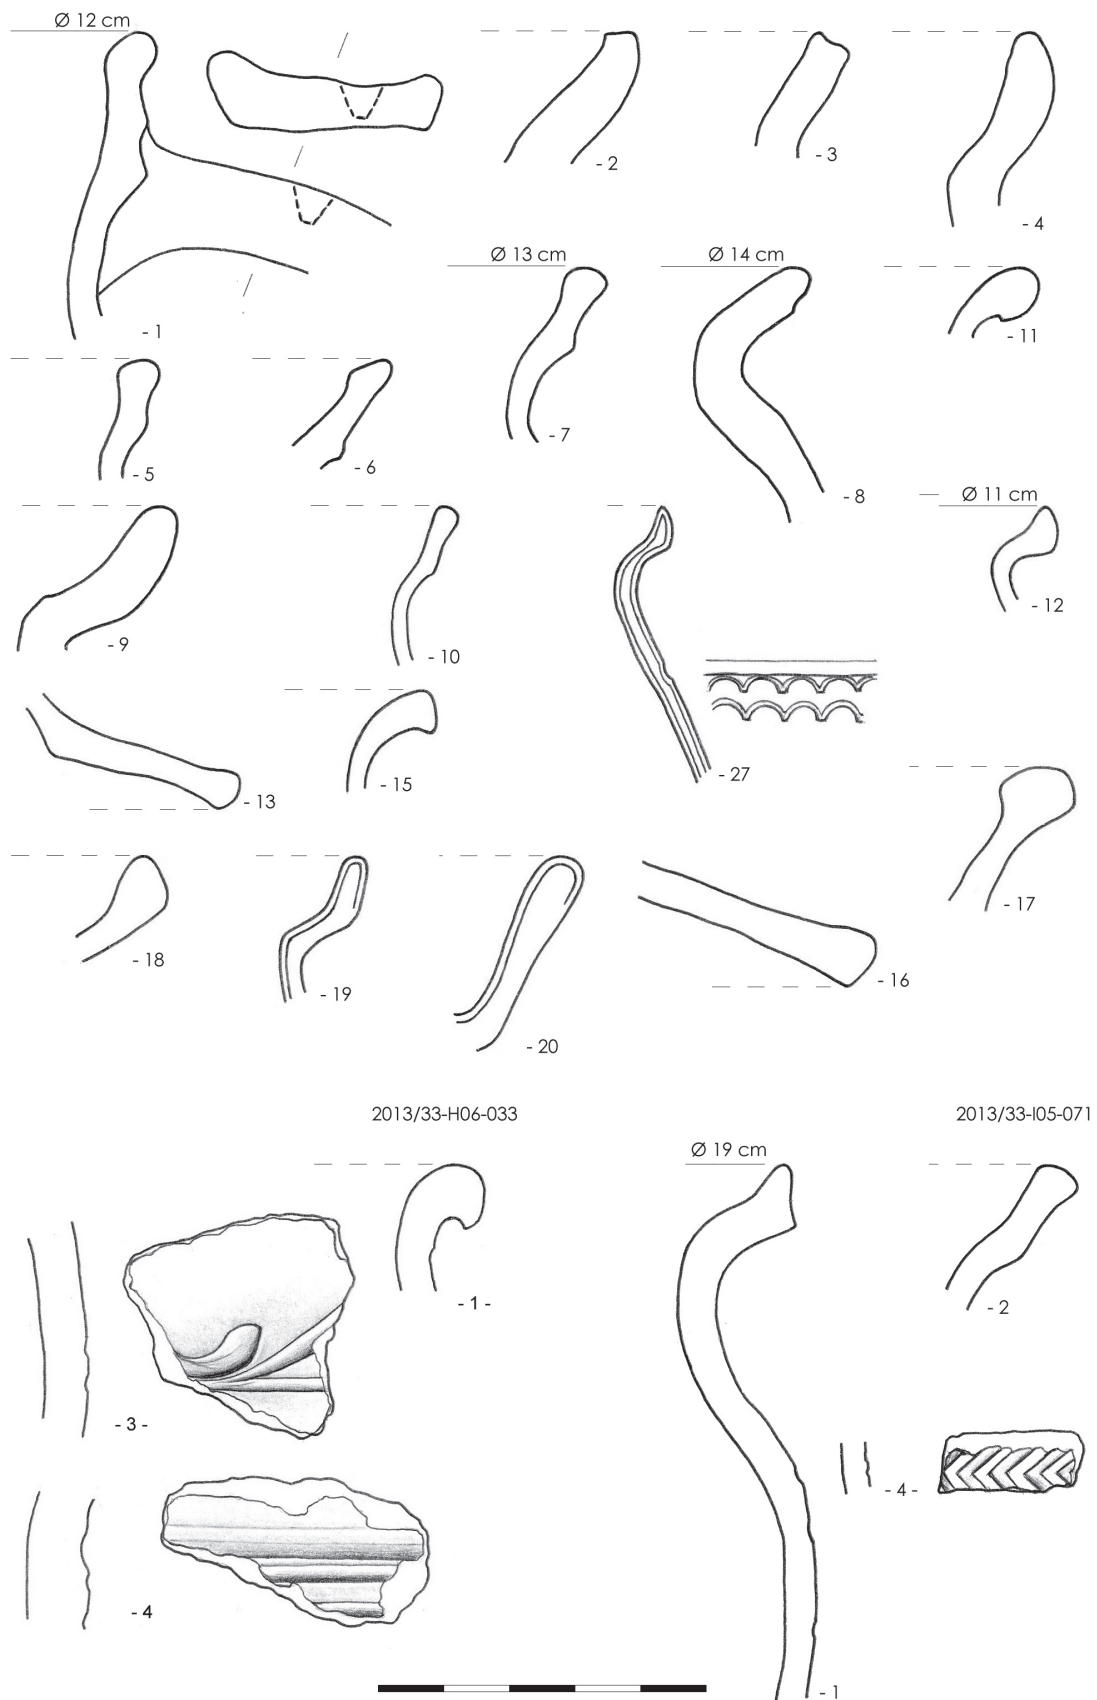 Ø 12 cm
- 2
- 3
- 4
- 1
Ø 13 cm
Ø 14 cm
- 11
- 7
- 5
- 6
- 8
Ø 11 cm
- 12
- 9
- 10
- 27
- 13
- 15
- 17
- 18
- 19
- 16
- 20
2013/33-H06-033
2013/33-I05-071
Ø 19 cm
- 1 -
- 2
- 3 -
- 4 -
- 4
- 1